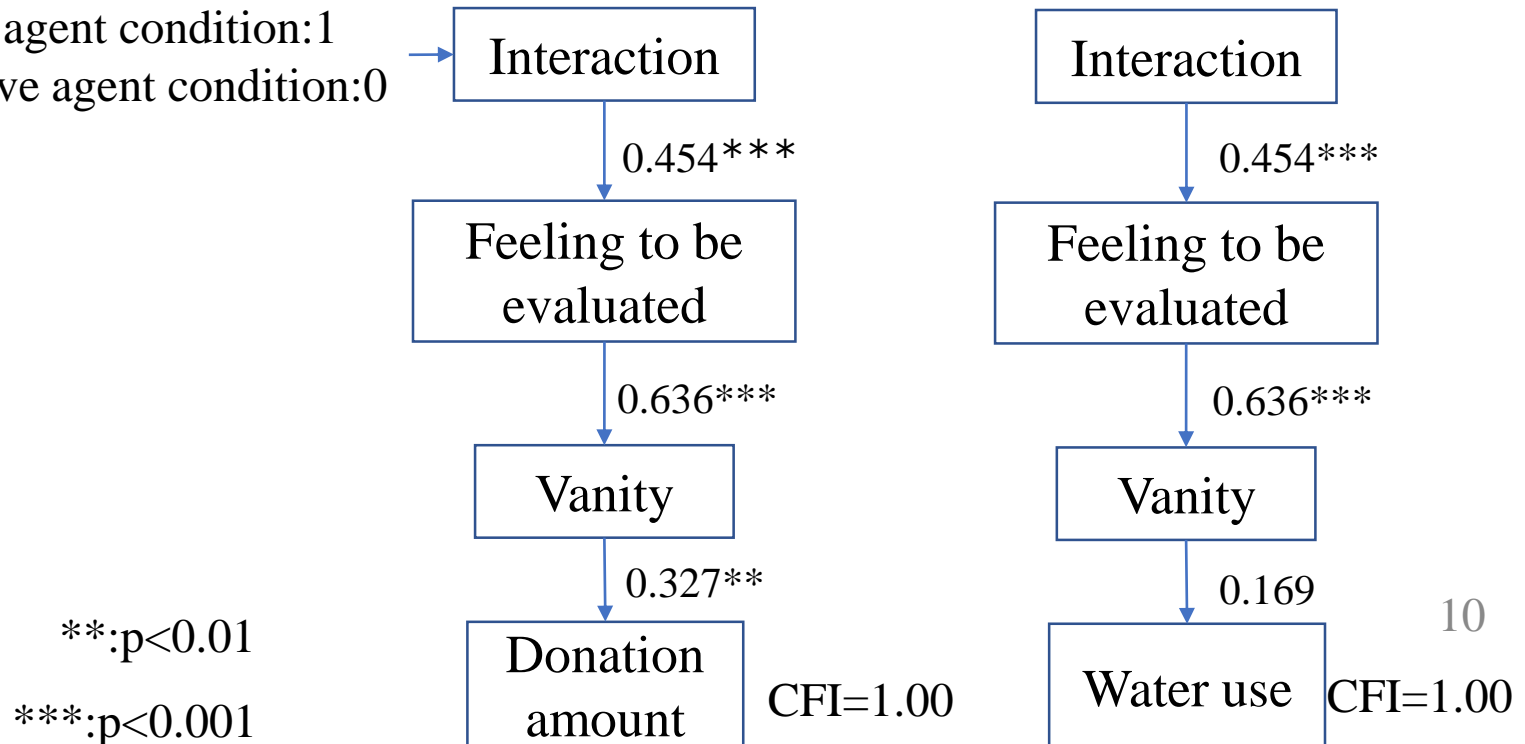 agent condition:1
ve agent condition:0
Interaction
0.454***
Feeling to be
evaluated
0.636***
Vanity
0.327**
Donation
amount
CFI=1.00
Interaction
0.454***
Feeling to be
evaluated
0.636***
Vanity
0.169
Water use
CFI=1.00
10
**:p<0.01
***:p<0.001